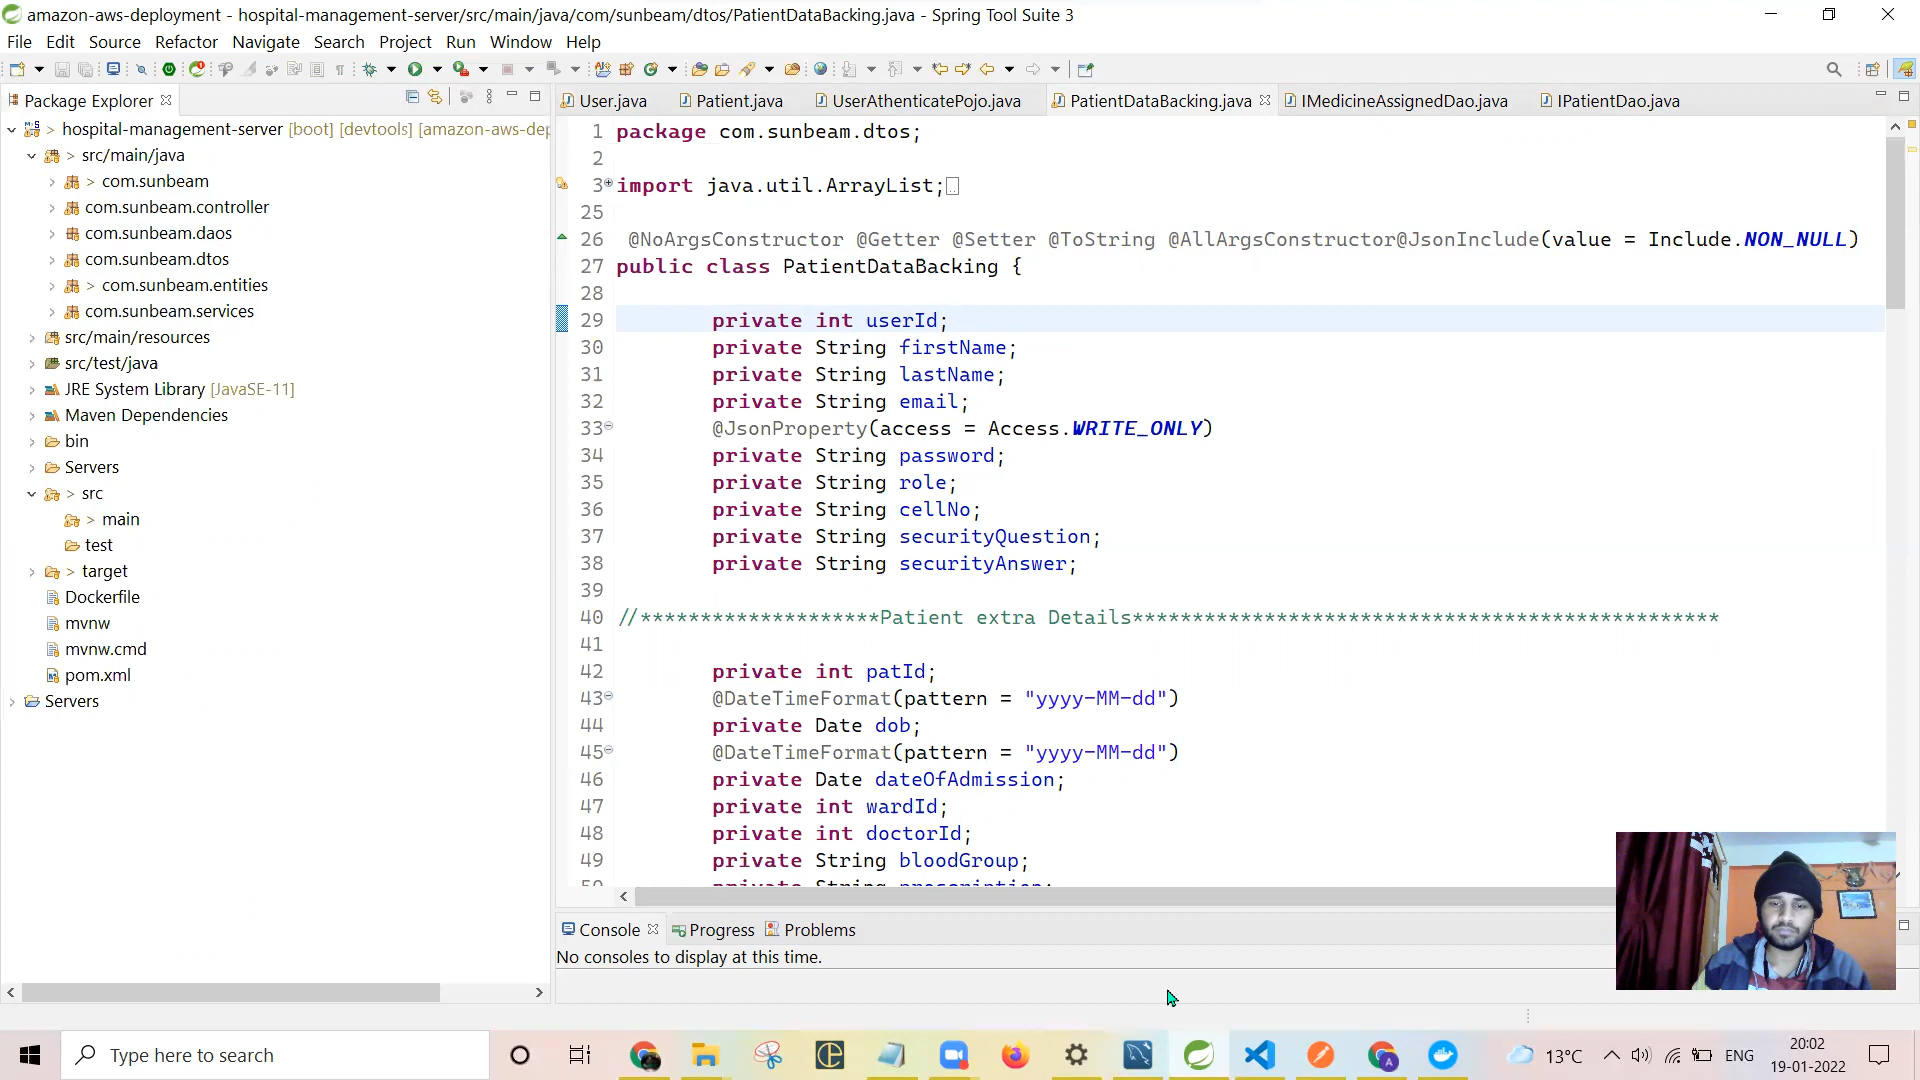 amazon-aws-deployment - hospital-management-server/src/main/java/com/sunbeam/dtos/PatientDataBacking.java - Spring Tool Suite 3
File Edit Source Refactor Navigate Search Project Run Window Help
Package Explorer
hospital-management-server [boot] [devtools] [amazon-aws-dep
> src/main/java
> com.sunbeam
com.sunbeam.controller
com.sunbeam.daos
com.sunbeam.dtos
> com.sunbeam.entities
com.sunbeam.services
src/main/resources
src/test/java
JRE System Library [JavaSE-11]
Maven Dependencies
bin
Servers
> src
> main
test
> target
Dockerfile
mvnw
mvnw.cmd
pom.xml
Servers
User.java Patient.java UserAthenticatePojo.java PatientDataBacking.java IMedicineAssignedDao.java IPatientDao.java
1 package com.sunbeam.dtos;
2
3 import java.util.ArrayList;
25
26 @NoArgsConstructor @Getter @Setter @ToString @AllArgsConstructor@JsonInclude(value = Include.NON_NULL)
27 public class PatientDataBacking {
28
29 private int userId;
30 private String firstName;
31 private String lastName;
32 private String email;
33 @JsonProperty(access = Access.WRITE_ONLY)
34 private String password;
35 private String role;
36 private String cellNo;
37 private String securityQuestion;
38 private String securityAnswer;
39
40 //********************Patient extra Details*************************************************
41
42 private int patId;
43 @DateTimeFormat(pattern = "yyyy-MM-dd")
44 private Date dob;
45 @DateTimeFormat(pattern = "yyyy-MM-dd")
46 private Date dateOfAdmission;
47 private int wardId;
48 private int doctorId;
49 private String bloodGroup;
50 private String prescription;
Console Progress Problems
No consoles to display at this time.
Type here to search
13°C
ENG
20:02
19-01-2022